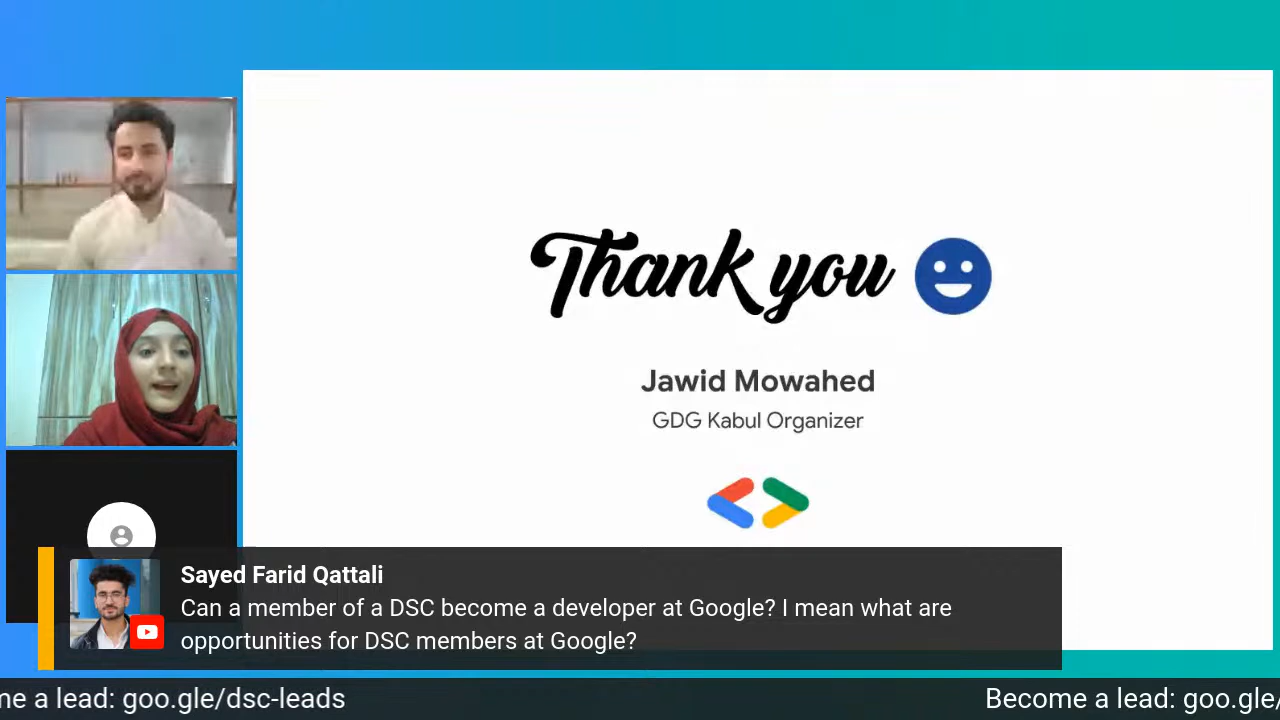 Thank you
Jawid Mowahed
GDG Kabul Organizer
Sayed Farid Qattali
Can a member of a DSC become a developer at Google? I mean what are
opportunities for DSC members at Google?
me a lead: goo.gle/dsc-leads
Become a lead: goo.gle/